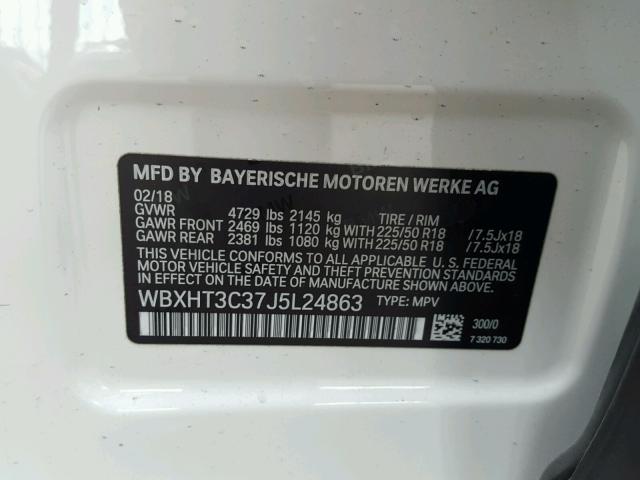 MFD BY BAYERISCHE MOTOREN WERKE AG
02/18
GVWR 4729 lbs 2145 kg TIRE / RIM
GAWR FRONT 2469 lbs 1120 kg WITH 225/50 R18 /7.5Jx18
GAWR REAR 2381 lbs 1080 kg WITH 225/50 R18 /7.5Jx18
THIS VEHICLE CONFORMS TO ALL APPLICABLE U. S. FEDERAL
MOTOR VEHICLE SAFETY AND THEFT PREVENTION STANDARDS
IN EFFECT ON THE DATE OF MANUFACTURE SHOWN ABOVE.
WBXHT3C37J5L24863 TYPE: MPV
300/0
7 320 730